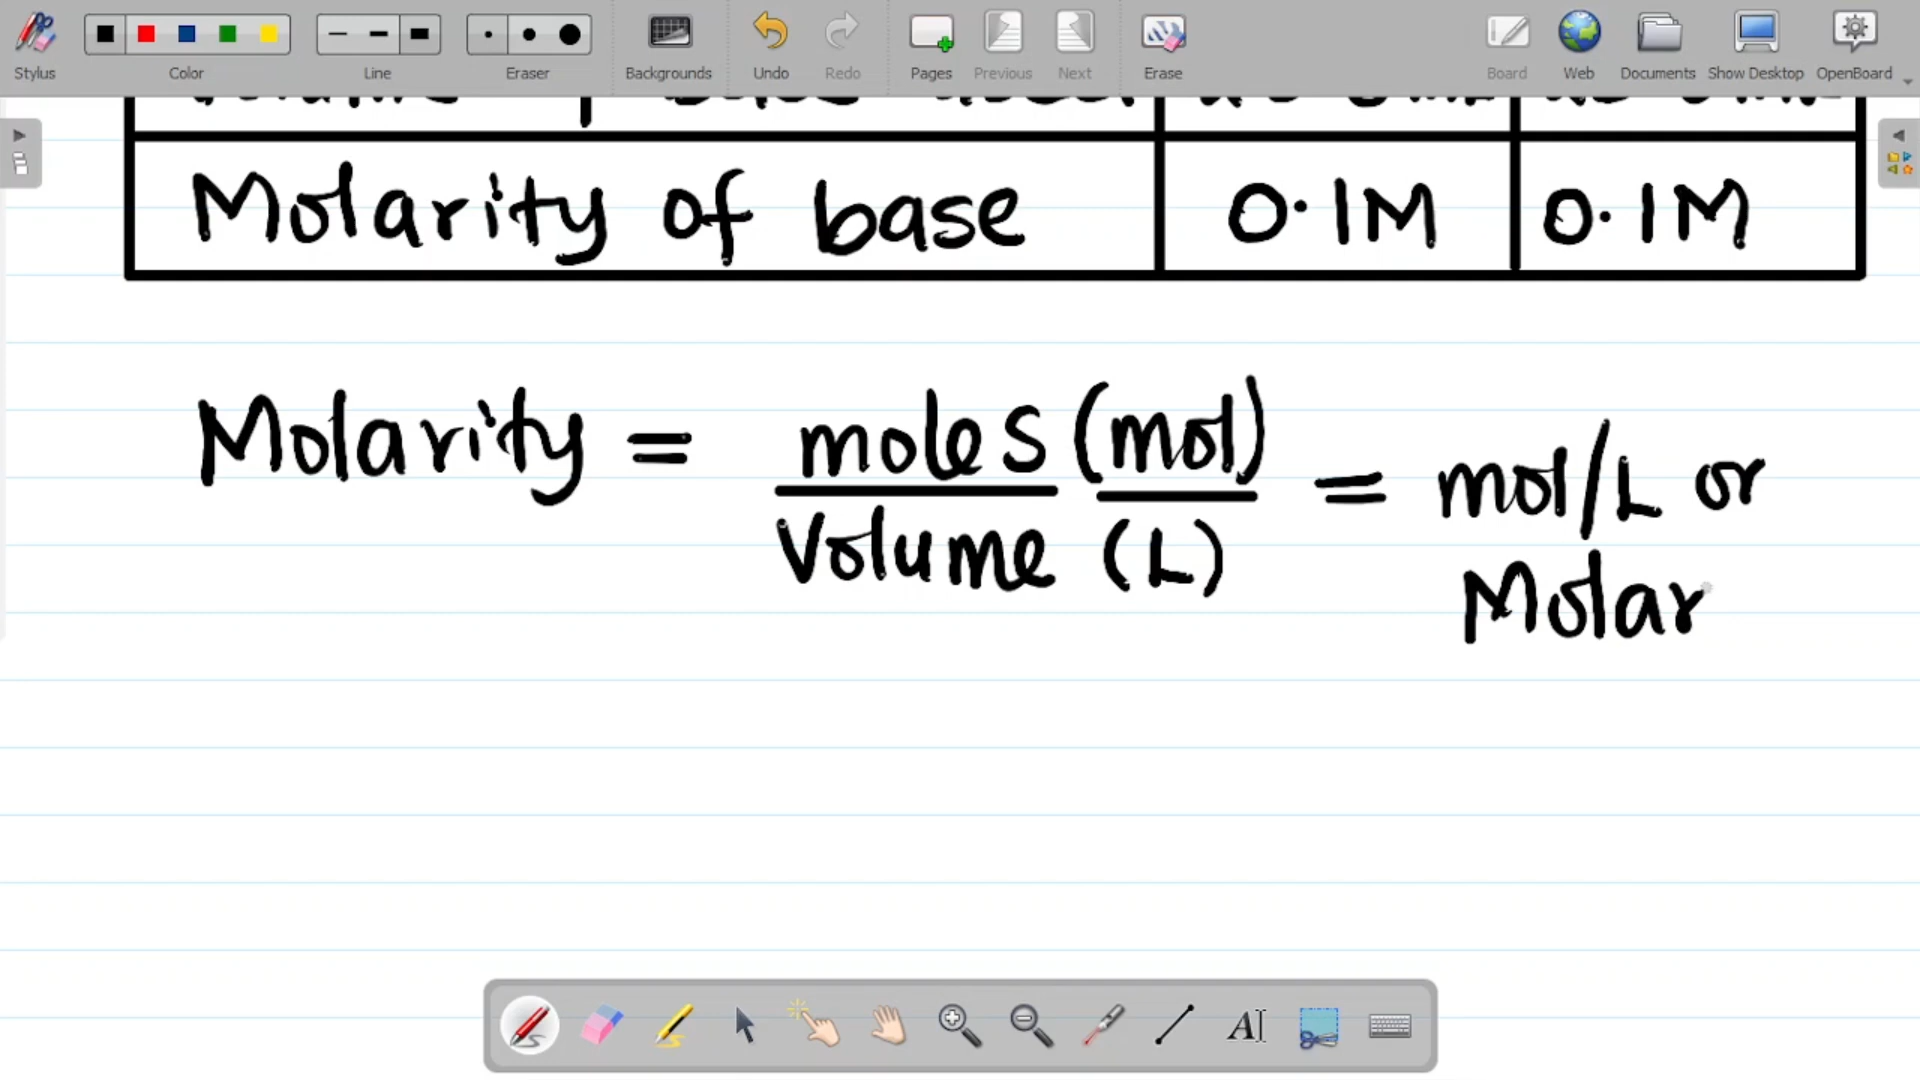 Stylus Color Line Eraser Backgrounds Undo Redo Pages Previous Next Erase Board Web Documents Show Desktop OpenBoard
Molarity of base 0.1M 0.1M
Molarity = moles (mol) = mol/L or
Volume (L)
Molar